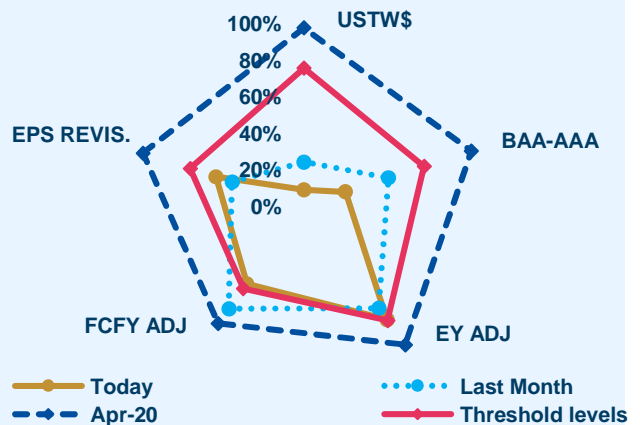 100%
USTW$
80%
60%
40%
20%
0%
EPS REVIS.
BAA-AAA
FCFY ADJ
EY ADJ
Today
Last Month
Apr-20
Threshold levels